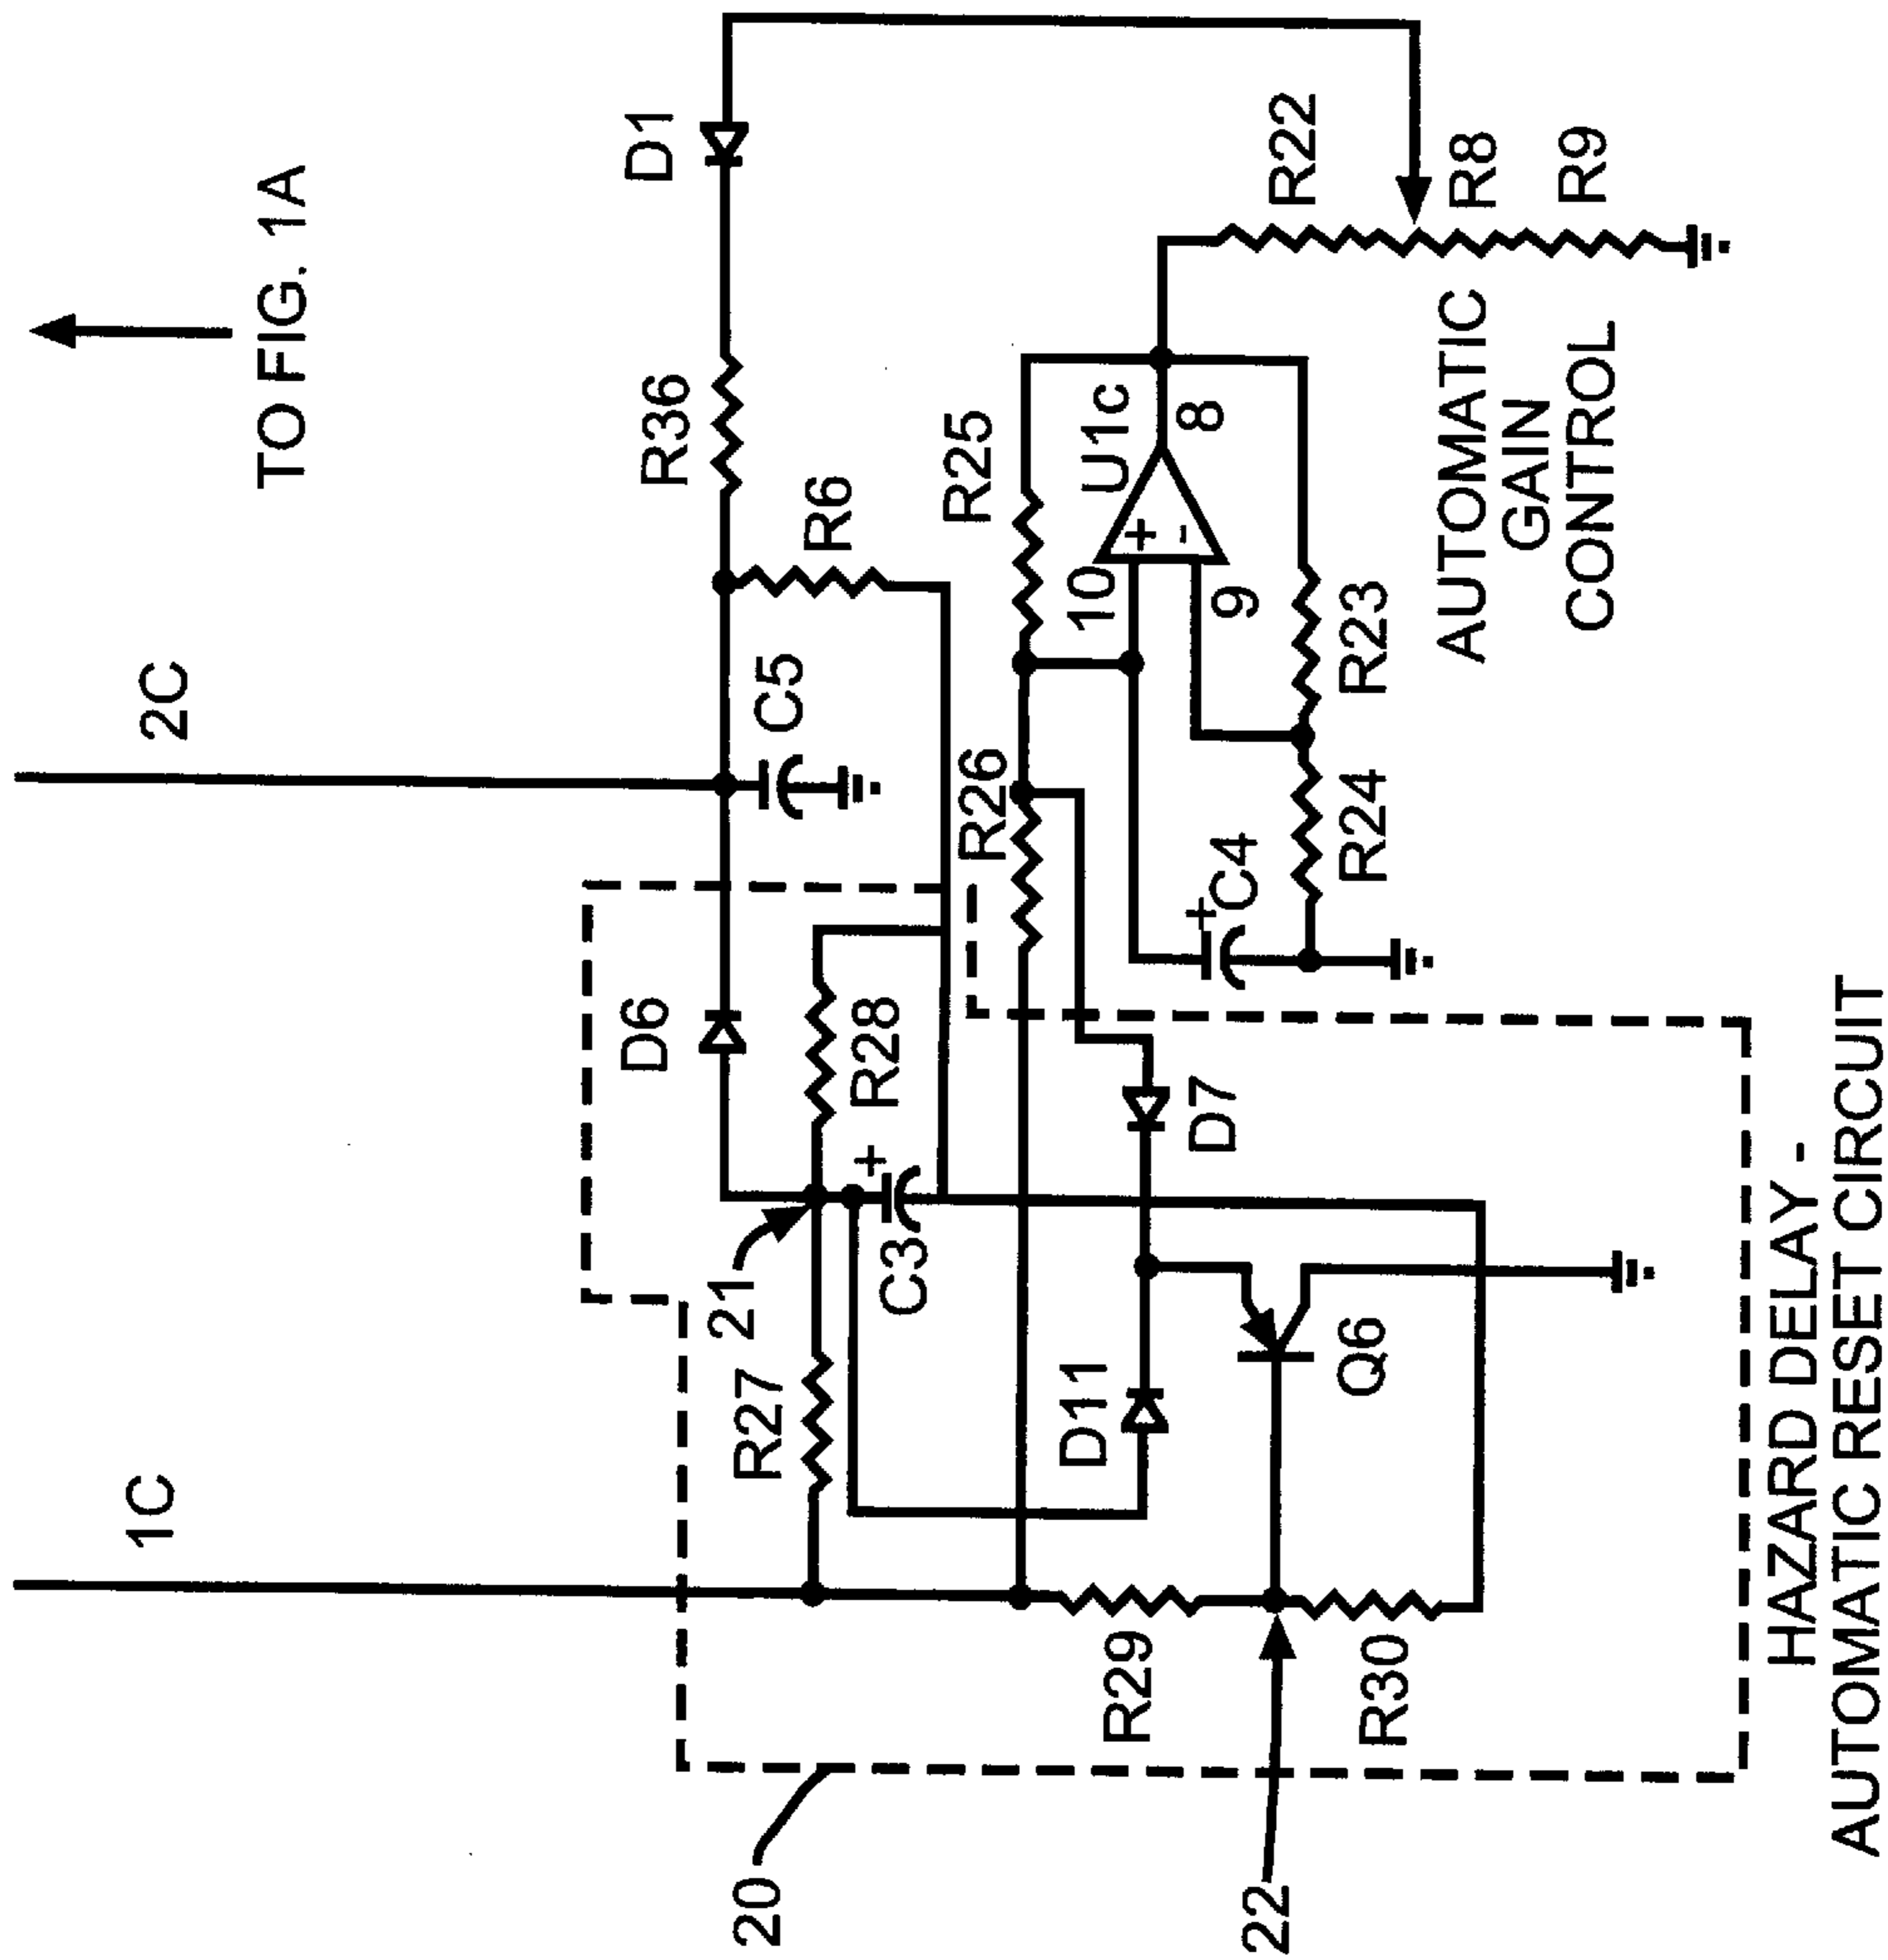 TO FIG. 1A
1C
2C
20
22
21
R27
D6
R28
C3
+
C5
R6
R36
D1
R26
R25
R29
R30
D11
D7
Q6
C4
+
R24
R23
10
9
+
-
U1c
8
R22
R8
R9
AUTOMATIC
GAIN
CONTROL
HAZARD DELAY -
AUTOMATIC RESET CIRCUIT